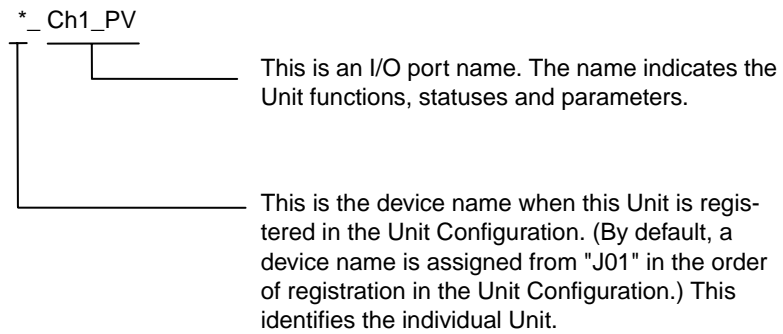 *_ Ch1_PV
This is an I/O port name. The name indicates the
Unit functions, statuses and parameters.
This is the device name when this Unit is regis-
tered in the Unit Configuration. (By default, a
device name is assigned from "J01" in the order
of registration in the Unit Configuration.) This
identifies the individual Unit.